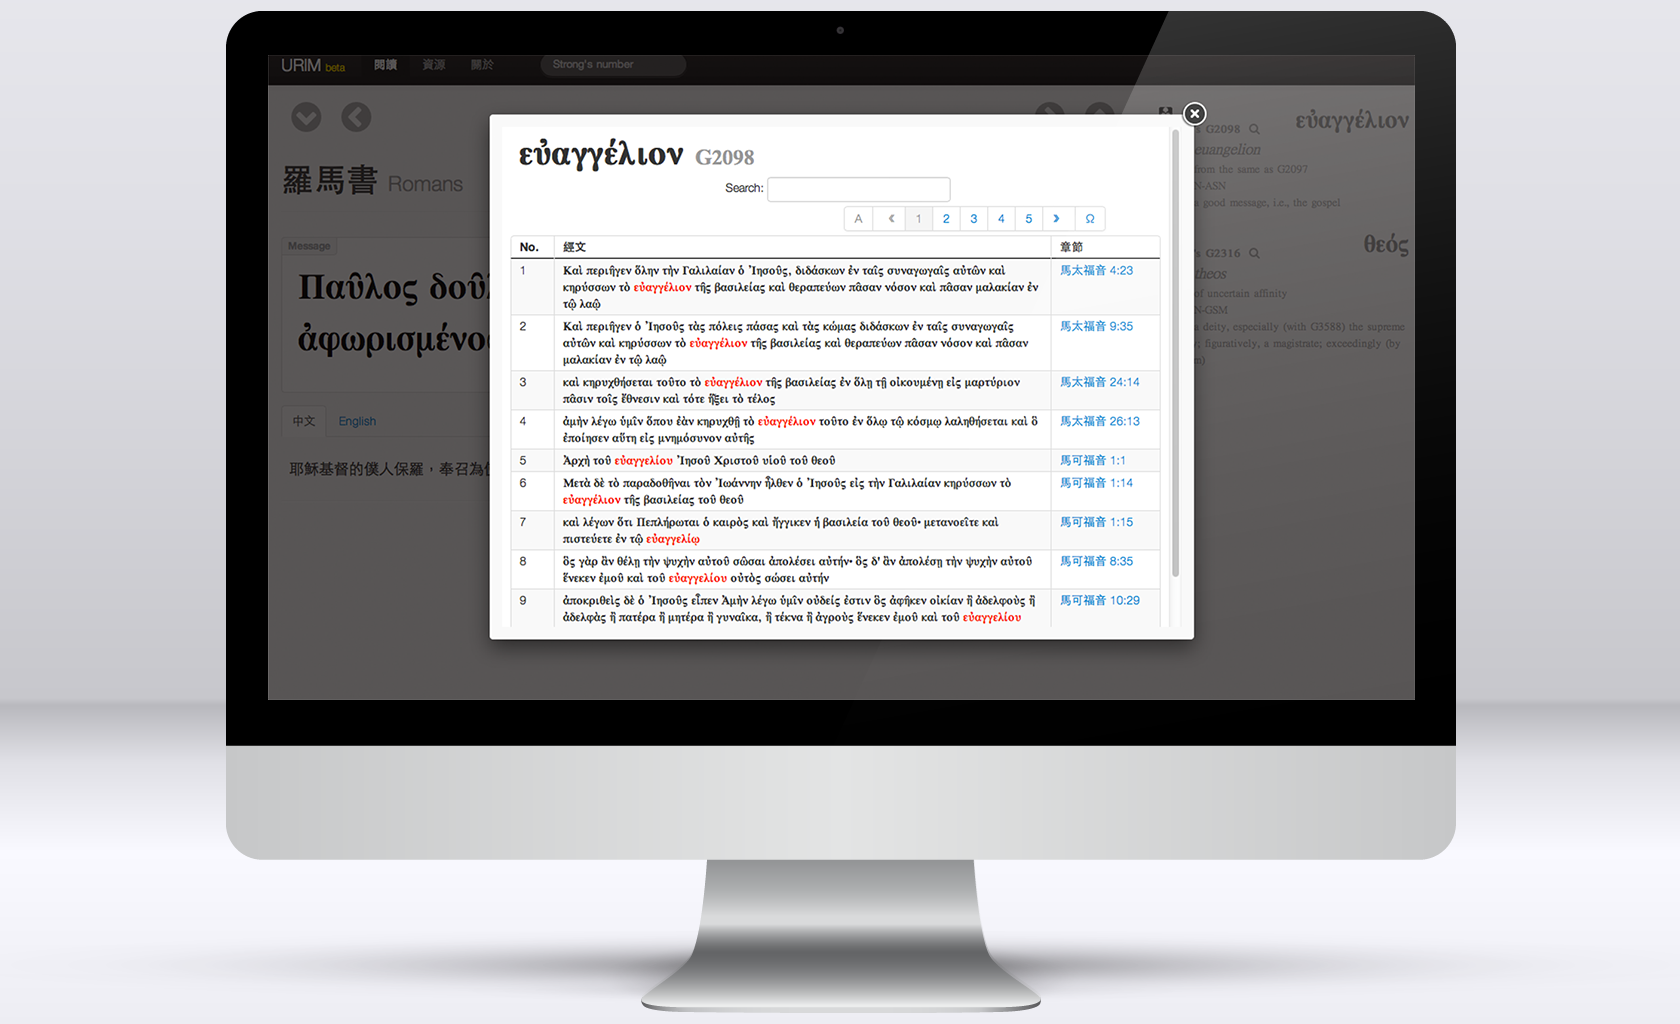 URIM beta 閱讀 資源 關於 Strong's number
羅馬書 Romans
Message
Παῦλος δοῦλ
ἀφωρισμένο
中文 English
耶穌基督的僕人保羅，奉召為使
εὐαγγέλιον G2098
Search:
A ‹ 1 2 3 4 5 › Ω
No. 經文 章節
1 Καὶ περιῆγεν ὅλην τὴν Γαλιλαίαν ὁ Ἰησοῦς, διδάσκων ἐν ταῖς συναγωγαῖς αὐτῶν καὶ 馬太福音 4:23
κηρύσσων τὸ εὐαγγέλιον τῆς βασιλείας καὶ θεραπεύων πᾶσαν νόσον καὶ πᾶσαν μαλακίαν ἐν
τῷ λαῷ
2 Καὶ περιῆγεν ὁ Ἰησοῦς τὰς πόλεις πάσας καὶ τὰς κώμας διδάσκων ἐν ταῖς συναγωγαῖς 馬太福音 9:35
αὐτῶν καὶ κηρύσσων τὸ εὐαγγέλιον τῆς βασιλείας καὶ θεραπεύων πᾶσαν νόσον καὶ πᾶσαν
μαλακίαν ἐν τῷ λαῷ
3 καὶ κηρυχθήσεται τοῦτο τὸ εὐαγγέλιον τῆς βασιλείας ἐν ὅλῃ τῇ οἰκουμένῃ εἰς μαρτύριον 馬太福音 24:14
πᾶσιν τοῖς ἔθνεσιν καὶ τότε ἥξει τὸ τέλος
4 ἀμὴν λέγω ὑμῖν ὅπου ἐὰν κηρυχθῇ τὸ εὐαγγέλιον τοῦτο ἐν ὅλῳ τῷ κόσμῳ λαληθήσεται καὶ ὃ 馬太福音 26:13
ἐποίησεν αὕτη εἰς μνημόσυνον αὐτῆς
5 Ἀρχὴ τοῦ εὐαγγελίου Ἰησοῦ Χριστοῦ υἱοῦ τοῦ θεοῦ 馬可福音 1:1
6 Μετὰ δὲ τὸ παραδοθῆναι τὸν Ἰωάννην ἦλθεν ὁ Ἰησοῦς εἰς τὴν Γαλιλαίαν κηρύσσων τὸ 馬可福音 1:14
εὐαγγέλιον τῆς βασιλείας τοῦ θεοῦ
7 καὶ λέγων ὅτι Πεπλήρωται ὁ καιρὸς καὶ ἤγγικεν ἡ βασιλεία τοῦ θεοῦ· μετανοεῖτε καὶ 馬可福音 1:15
πιστεύετε ἐν τῷ εὐαγγελίῳ
8 ὃς γὰρ ἂν θέλῃ τὴν ψυχὴν αὐτοῦ σῶσαι ἀπολέσει αὐτήν· ὃς δ' ἂν ἀπολέσῃ τὴν ψυχὴν αὐτοῦ 馬可福音 8:35
ἕνεκεν ἐμοῦ καὶ τοῦ εὐαγγελίου οὗτὸς σώσει αὐτήν
9 ἀποκριθεὶς δὲ ὁ Ἰησοῦς εἶπεν Ἀμὴν λέγω ὑμῖν οὐδείς ἐστιν ὃς ἀφῆκεν οἰκίαν ἢ ἀδελφοὺς ἢ 馬可福音 10:29
ἀδελφὰς ἢ πατέρα ἢ μητέρα ἢ γυναῖκα, ἢ τέκνα ἢ ἀγροὺς ἕνεκεν ἐμοῦ καὶ τοῦ εὐαγγελίου
εὐαγγέλιον
s G2098
euangelion
from the same as G2097
N-ASN
a good message, i.e., the gospel
θεός
s G2316
theos
of uncertain affinity
N-GSM
a deity, especially (with G3588) the supreme
; figuratively, a magistrate; exceedingly (by